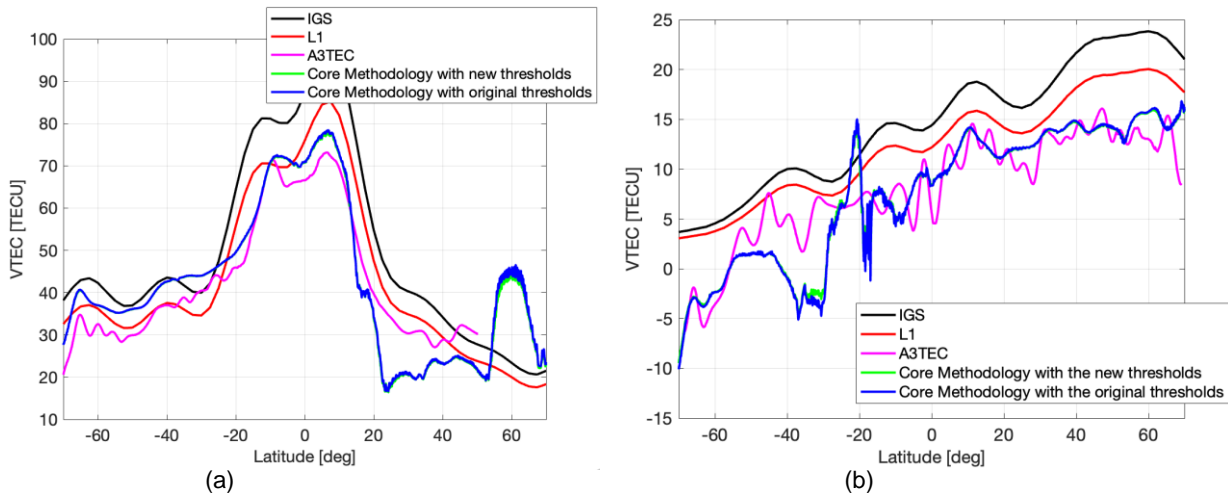 IGS
L1
A3TEC
Core Methodology with new thresholds
Core Methodology with original thresholds
100
90
80
70
60
50
40
30
20
10
VTEC [TECU]
-60
-40
-20
0
20
40
60
Latitude [deg]
(a)
25
20
15
10
5
0
-5
-10
-15
VTEC [TECU]
IGS
L1
A3TEC
Core Methodology with the new thresholds
Core Methodology with the original thresholds
-60
-40
-20
0
20
40
60
Latitude [deg]
(b)